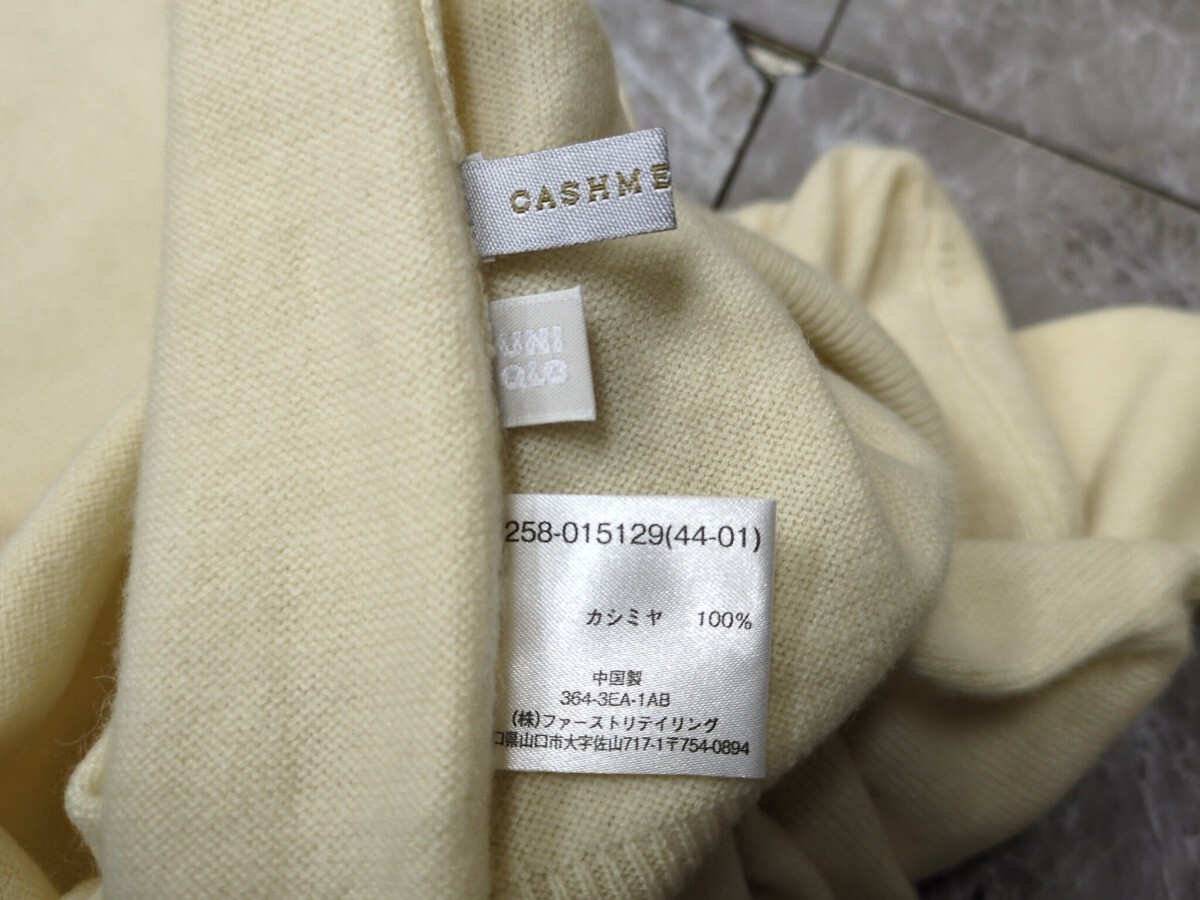 CASHME
UNI
QLO
258-015129(44-01)
カシミヤ 100%
中国製
364-3EA-1AB
(株)ファーストリテイリング
口県山口市大字佐山717-1〒754-0894